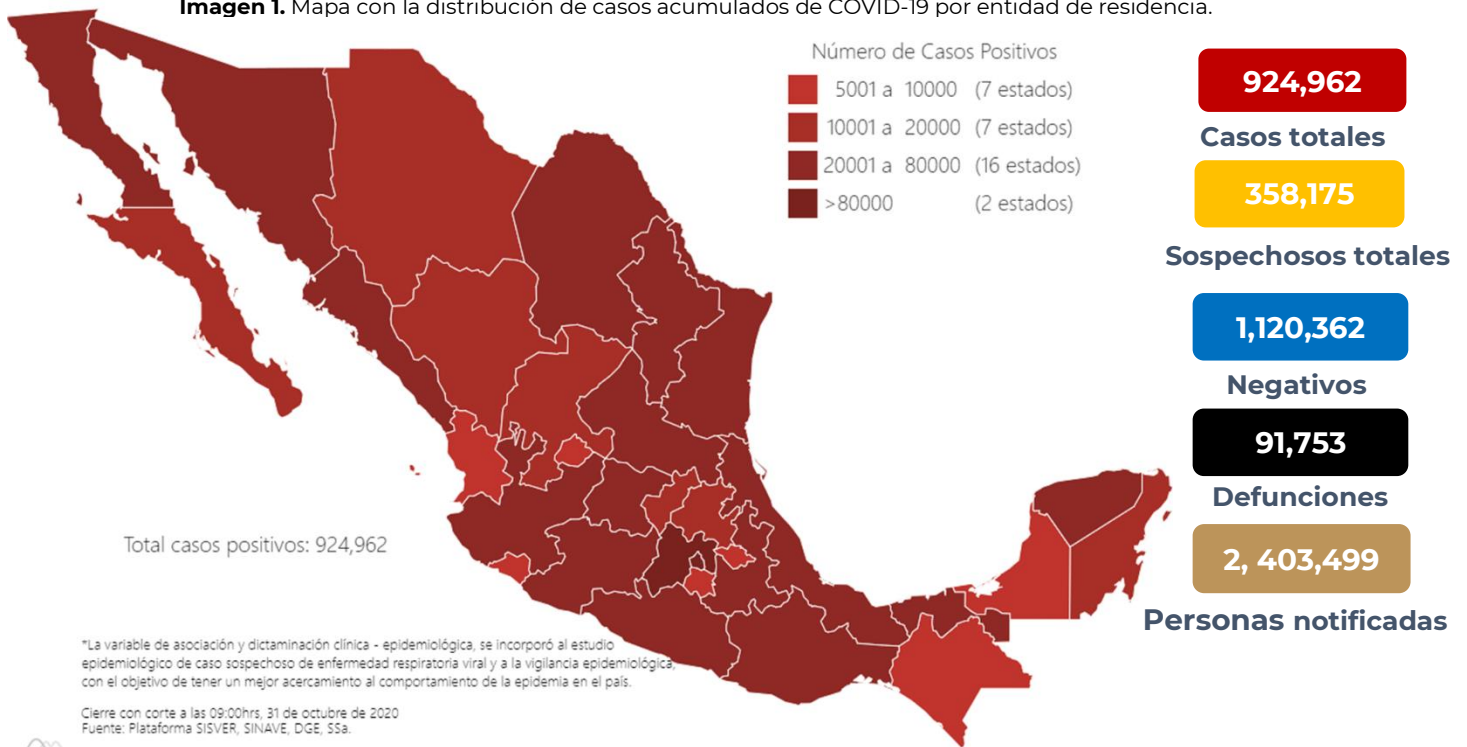 Imagen 1. Mapa con la distribución de casos acumulados de COVID-19 por entidad de residencia.
Número de Casos Positivos
5001 a 10000 (7 estados)
10001 a 20000 (7 estados)
20001 a 80000 (16 estados)
>80000 (2 estados)
924,962
Casos totales
358,175
Sospechosos totales
1,120,362
Negativos
91,753
Defunciones
2, 403,499
Personas notificadas
Total casos positivos: 924,962
*La variable de asociación y dictaminación clínica - epidemiológica, se incorporó al estudio
epidemiológico de caso sospechoso de enfermedad respiratoria viral y a la vigilancia epidemiológica,
con el objetivo de tener un mejor acercamiento al comportamiento de la epidemia en el país.
Cierre con corte a las 09:00hrs, 31 de octubre de 2020
Fuente: Plataforma SISVER, SINAVE, DGE, SSa.